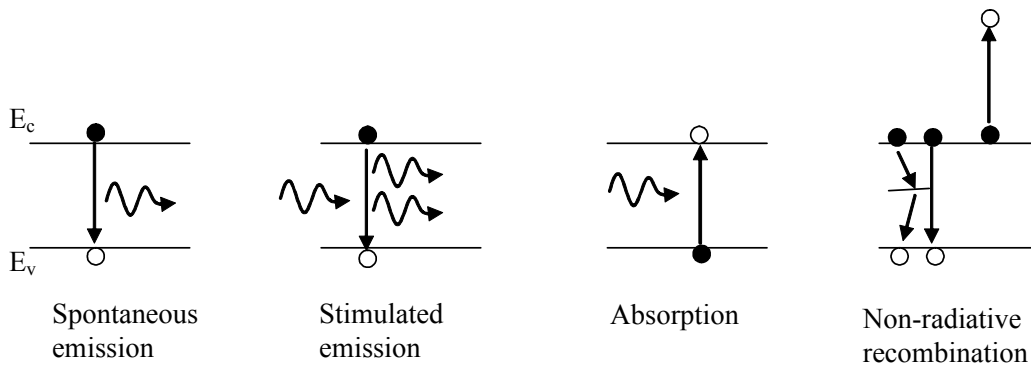 E_c
E_v
Spontaneous
emission
Stimulated
emission
Absorption
Non-radiative
recombination